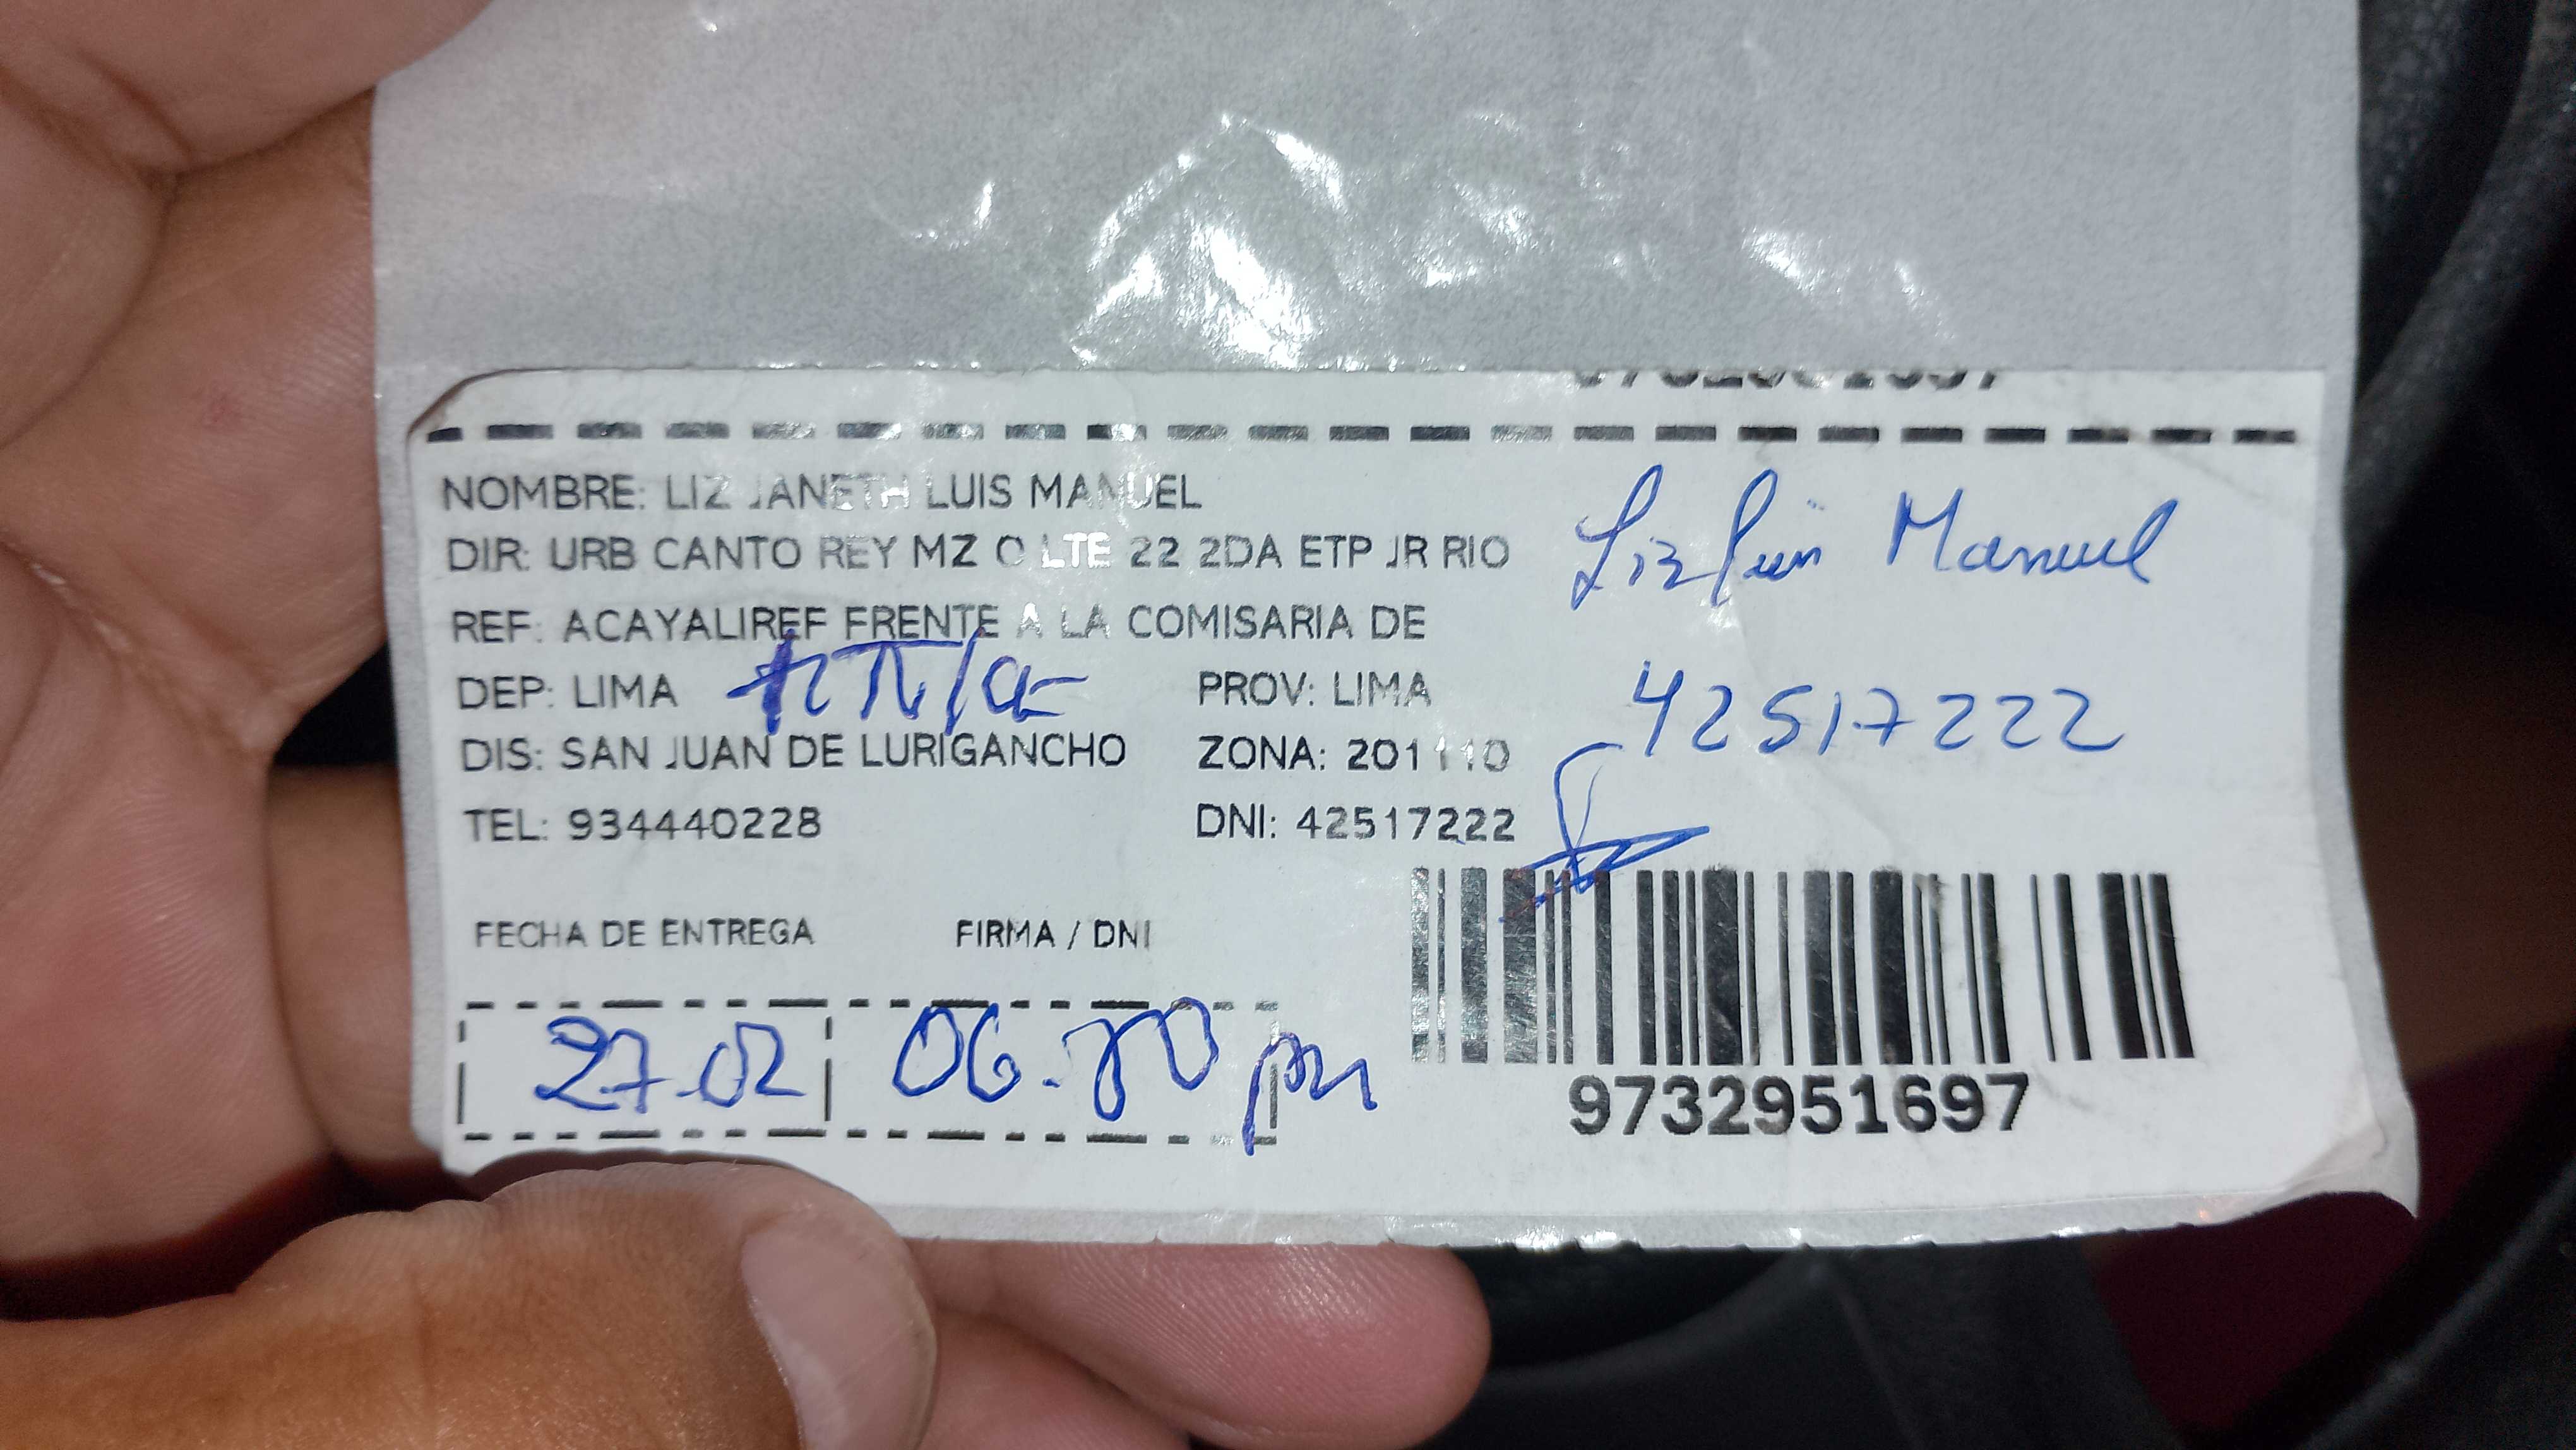 NOMBRE: LIZ JANETH LUIS MANUEL
DIR: URB CANTO REY MZ O LTE 22 2DA ETP JR RIO
REF: ACAYALIREF FRENTE A LA COMISARIA DE
DEP: LIMA PROV: LIMA
DIS: SAN JUAN DE LURIGANCHO ZONA: 201110
TEL: 934440228 DNI: 42517222
Liz Luis Manuel
42517222
FECHA DE ENTREGA FIRMA / DNI
27.02 pm
9732951697